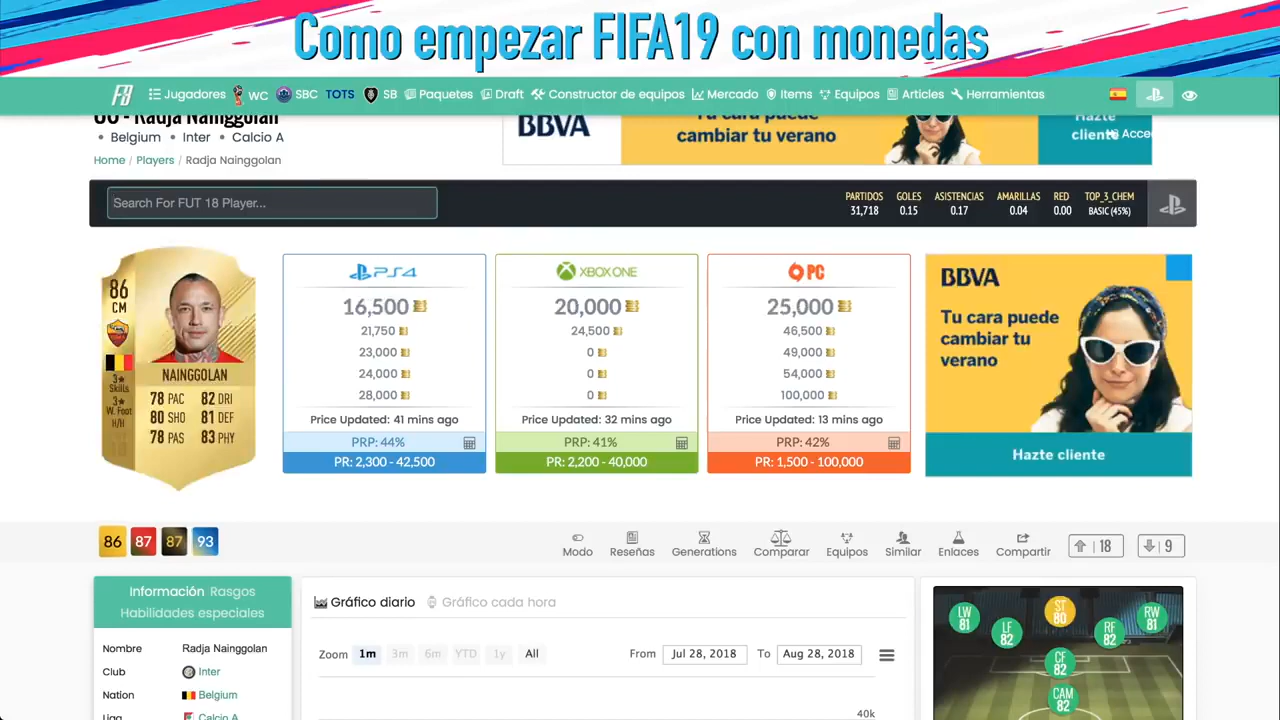 Como empezar FIFA19 con monedas
Jugadores WC SBC TOTS SB Paquetes Draft Constructor de equipos Mercado Items Equipos Articles Herramientas
Radja Nainggolan
Belgium • Inter • Calcio A
Home / Players / Radja Nainggolan
BBVA
cambiar tu verano
Hazte
cliente
Search For FUT 18 Player...
PARTIDOS GOLES ASISTENCIAS AMARILLAS RED TOP_3_CHEM
31,718 0.15 0.17 0.04 0.00 BASIC (45%)
86
CM
3★
Skills
3★
W. Foot
H/H
NAINGGOLAN
78 PAC 82 DRI
80 SHO 81 DEF
78 PAS 83 PHY
PS4
16,500
21,750
23,000
24,000
28,000
Price Updated: 41 mins ago
PRP: 44%
PR: 2,300 - 42,500
XBOX ONE
20,000
24,500
0
0
0
Price Updated: 32 mins ago
PRP: 41%
PR: 2,200 - 40,000
PC
25,000
46,500
49,000
54,000
100,000
Price Updated: 13 mins ago
PRP: 42%
PR: 1,500 - 100,000
BBVA
Tu cara puede
cambiar tu
verano
Hazte cliente
86 87 87 93
Modo Reseñas Generations Comparar Equipos Similar Enlaces Compartir 18 9
Información Rasgos
Habilidades especiales
Nombre Radja Nainggolan
Club Inter
Nation Belgium
Liga Calcio A
Gráfico diario Gráfico cada hora
Zoom 1m 3m 6m YTD 1y All From Jul 28, 2018 To Aug 28, 2018
40k
LW
81
LF
82
ST
80
RF
82
RW
81
CF
82
CAM
82